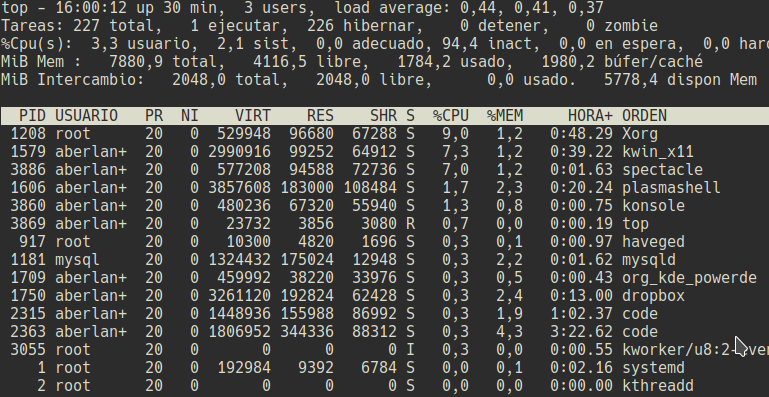 top - 16:00:12 up 30 min,  3 users,  load average: 0,44, 0,41, 0,37
Tareas: 227 total,   1 ejecutar, 226 hibernar,   0 detener,   0 zombie
%Cpu(s):  3,3 usuario,  2,1 sist,  0,0 adecuado, 94,4 inact,  0,0 en espera,  0,0 hard
MiB Mem :   7880,9 total,   4116,5 libre,   1784,2 usado,   1980,2 búfer/caché
MiB Intercambio:   2048,0 total,   2048,0 libre,      0,0 usado.   5778,4 dispon Mem
PID USUARIO   PR  NI    VIRT    RES    SHR S  %CPU  %MEM     HORA+ ORDEN
1208 root      20   0  529948  96680  67288 S   9,0   1,2   0:48.29 Xorg
1579 aberlan+  20   0 2990916  99252  64912 S   7,3   1,2   0:39.22 kwin_x11
3886 aberlan+  20   0  577208  94588  72736 S   7,0   1,2   0:01.63 spectacle
1606 aberlan+  20   0 3857608 183000 108484 S   1,7   2,3   0:20.24 plasmashell
3860 aberlan+  20   0  480236  67320  55940 S   1,3   0,8   0:00.75 konsole
3869 aberlan+  20   0   23732   3856   3080 R   0,7   0,0   0:00.19 top
917 root      20   0   10300   4820   1696 S   0,3   0,1   0:00.97 haveged
1181 mysql     20   0 1324432 175024  12948 S   0,3   2,2   0:01.62 mysqld
1709 aberlan+  20   0  459992  38220  33976 S   0,3   0,5   0:00.43 org_kde_powerde
1750 aberlan+  20   0 3261120 192824  62428 S   0,3   2,4   0:13.00 dropbox
2315 aberlan+  20   0 1448936 155988  86992 S   0,3   1,9   1:02.37 code
2363 aberlan+  20   0 1806952 344336  88312 S   0,3   4,3   3:22.62 code
3055 root      20   0       0      0      0 I   0,3   0,0   0:00.55
1 root      20   0  192984   9392   6784 S   0,0   0,1   0:02.16 systemd
2 root      20   0       0      0      0 S   0,0   0,0   0:00.00 kthreadd